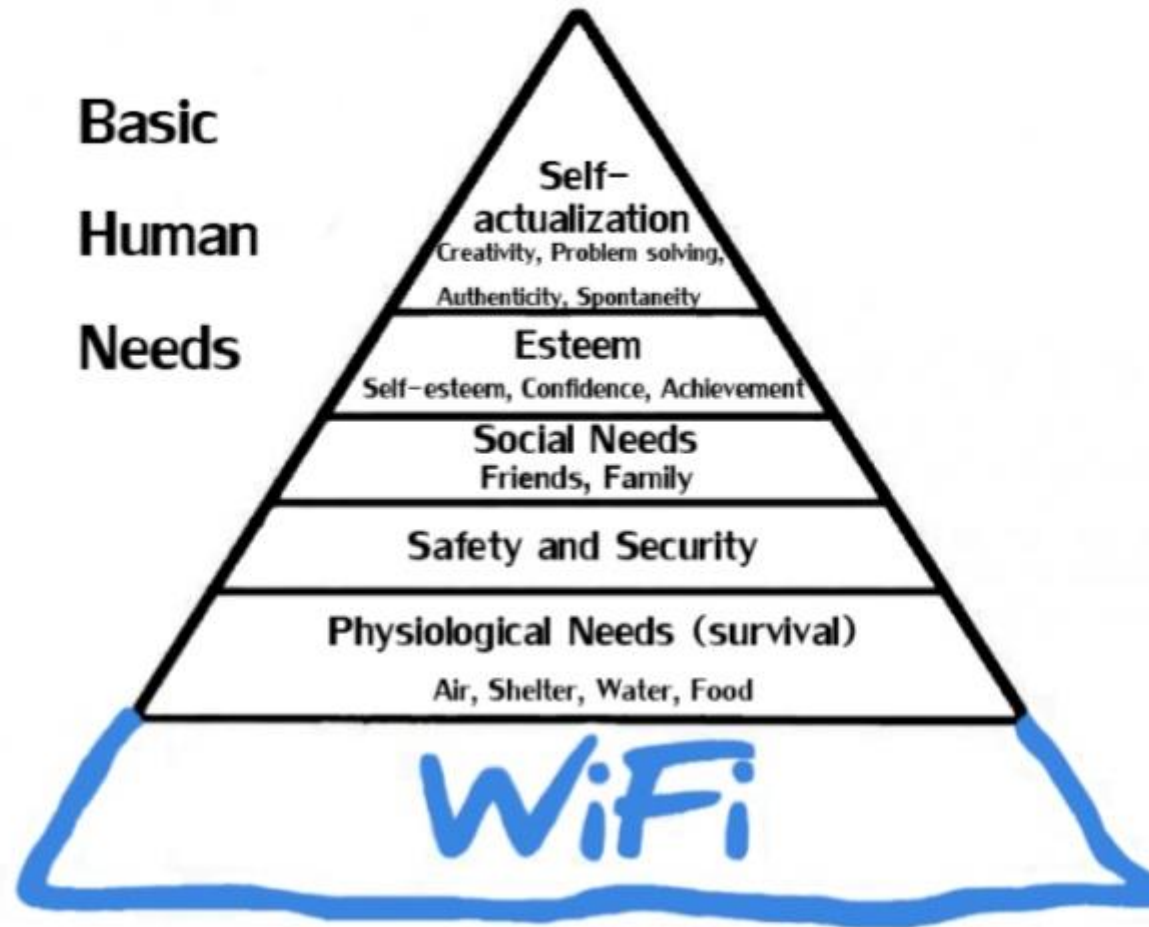 Basic
Human
Needs
Self-
actualization
Creativity, Problem solving,
Authenticity, Spontaneity
Esteem
Self-esteem, Confidence, Achievement
Social Needs
Friends, Family
Safety and Security
Physiological Needs (survival)
Air, Shelter, Water, Food
WiFi